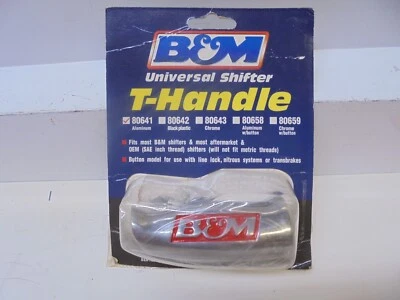 B&M
Universal Shifter
T-Handle
80641 80642 80643 80658 80659
Aluminum Black plastic Chrome Aluminum w/button Chrome w/button
Fits most B&M shifters & most aftermarket &
OEM (SAE inch thread) shifters (will not fit metric threads)
Button model for use with line lock, nitrous systems or transbrakes
B&M